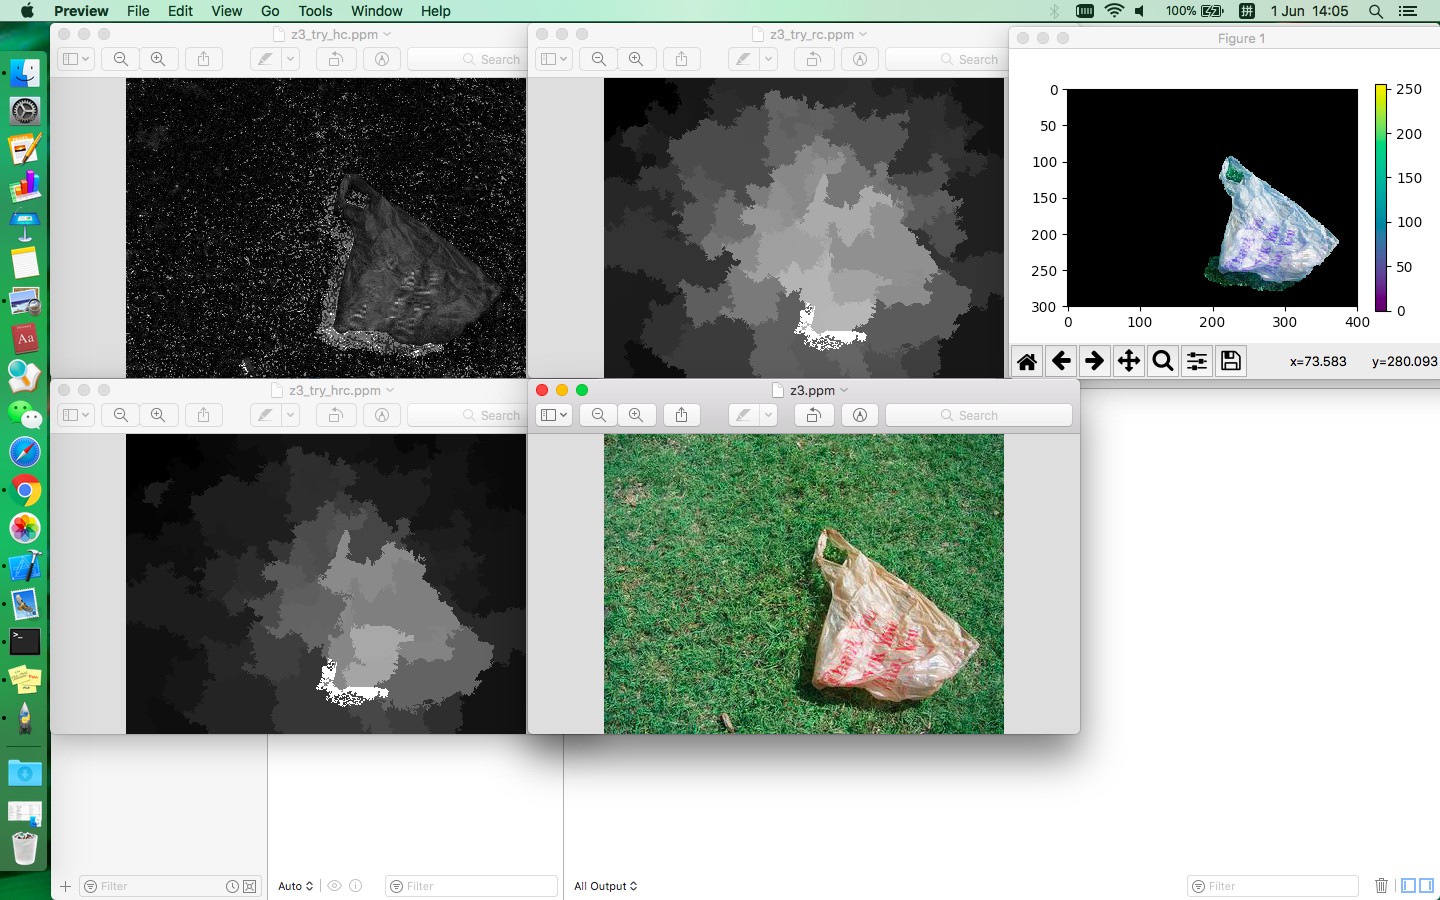 Preview File Edit View Go Tools Window Help 100% 拼 1 Jun 14:05
z3_try_hc.ppm
Search
z3_try_rc.ppm
Search
Figure 1
0
50
100
150
200
250
300
0 100 200 300 400
250
200
150
100
50
0
x=73.583 y=280.093
z3_try_hrc.ppm
Search
z3.ppm
Search
Filter
Auto
Filter
All Output
Filter
Aa